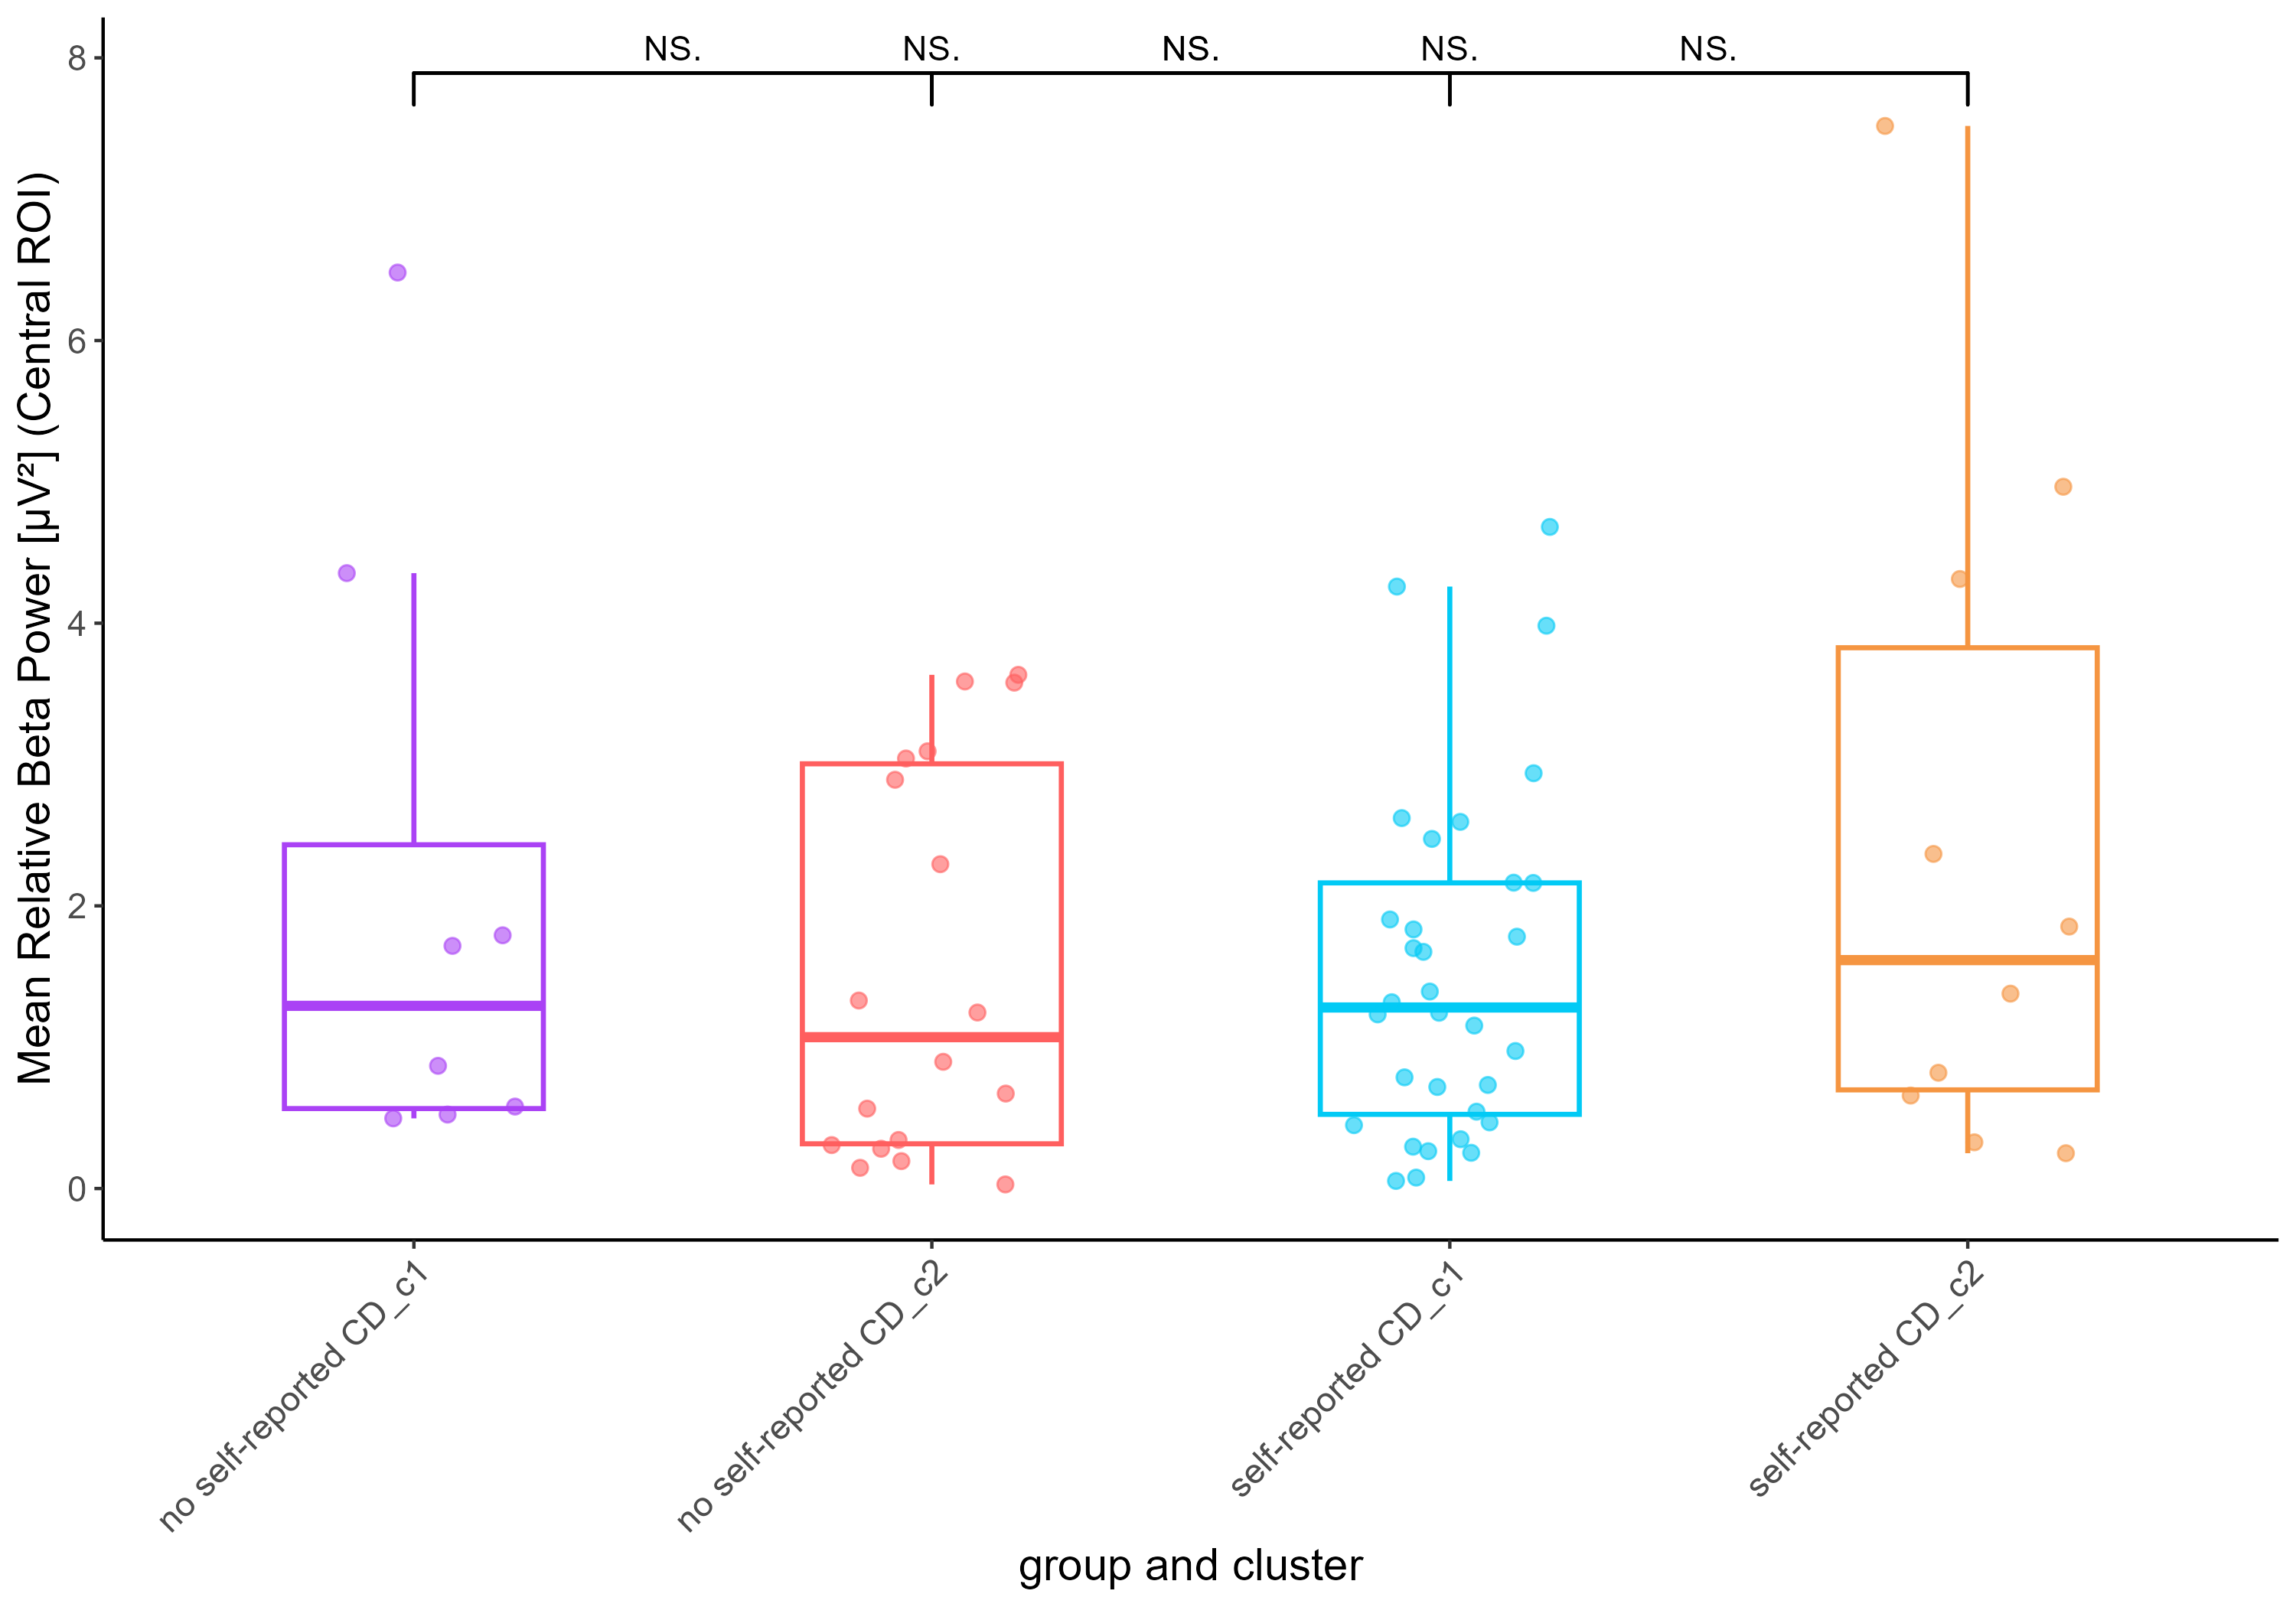 NS. NS. NS. NS. NS.
8
6
4
2
0
Mean Relative Beta Power [µV²] (Central ROI)
no self-reported CD_c1
no self-reported CD_c2
self-reported CD_c1
self-reported CD_c2
group and cluster